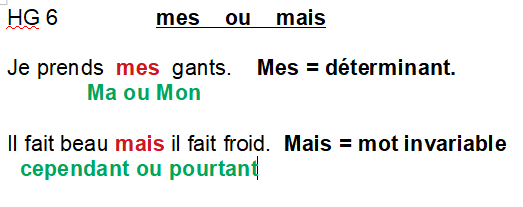 HG 6 mes ou mais
Je prends mes gants. Mes = déterminant.
Ma ou Mon
Il fait beau mais il fait froid. Mais = mot invariable
cependant ou pourtant